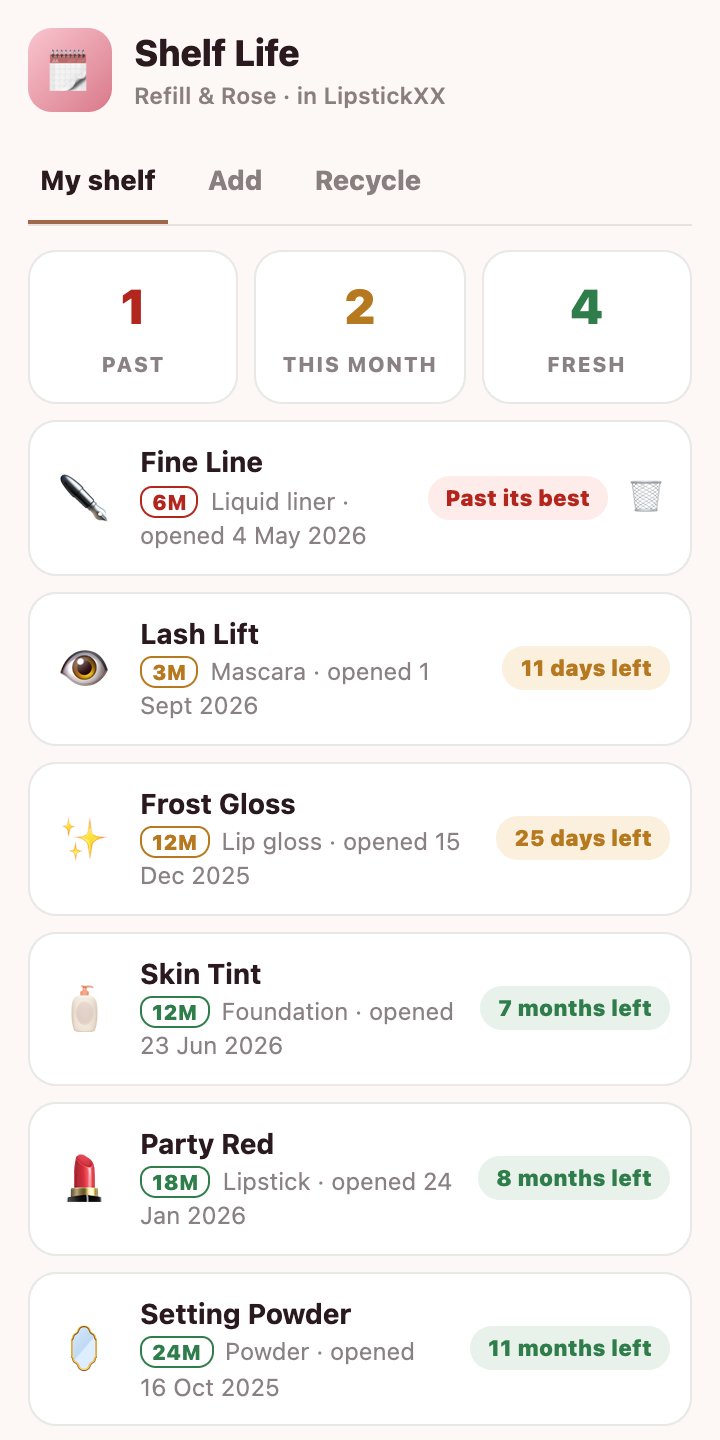 Shelf Life
Refill & Rose · in LipstickXX
My shelf Add Recycle
1 2 4
PAST THIS MONTH FRESH
Fine Line
6M Liquid liner ·
opened 4 May 2026
Past its best
Lash Lift
3M Mascara · opened 1
Sept 2026
11 days left
Frost Gloss
12M Lip gloss · opened 15
Dec 2025
25 days left
Skin Tint
12M Foundation · opened
23 Jun 2026
7 months left
Party Red
18M Lipstick · opened 24
Jan 2026
8 months left
Setting Powder
24M Powder · opened
16 Oct 2025
11 months left